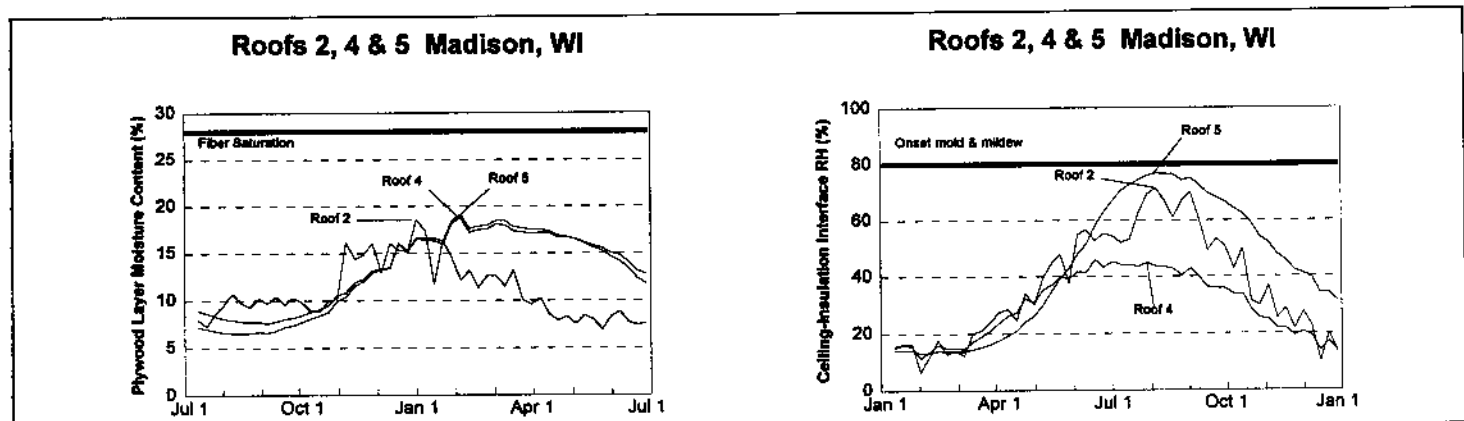 Roofs 2, 4 & 5 Madison, WI
Plywood Layer Moisture Content (%)
30
25
20
15
10
5
0
Fiber Saturation
Roof 4
Roof 5
Roof 2
Jul 1
Oct 1
Jan 1
Apr 1
Jul 1
Roofs 2, 4 & 5 Madison, WI
Ceiling-Insulation Interface RH (%)
100
80
60
40
20
0
Onset mold & mildew
Roof 5
Roof 2
Roof 4
Jan 1
Apr 1
Jul 1
Oct 1
Jan 1